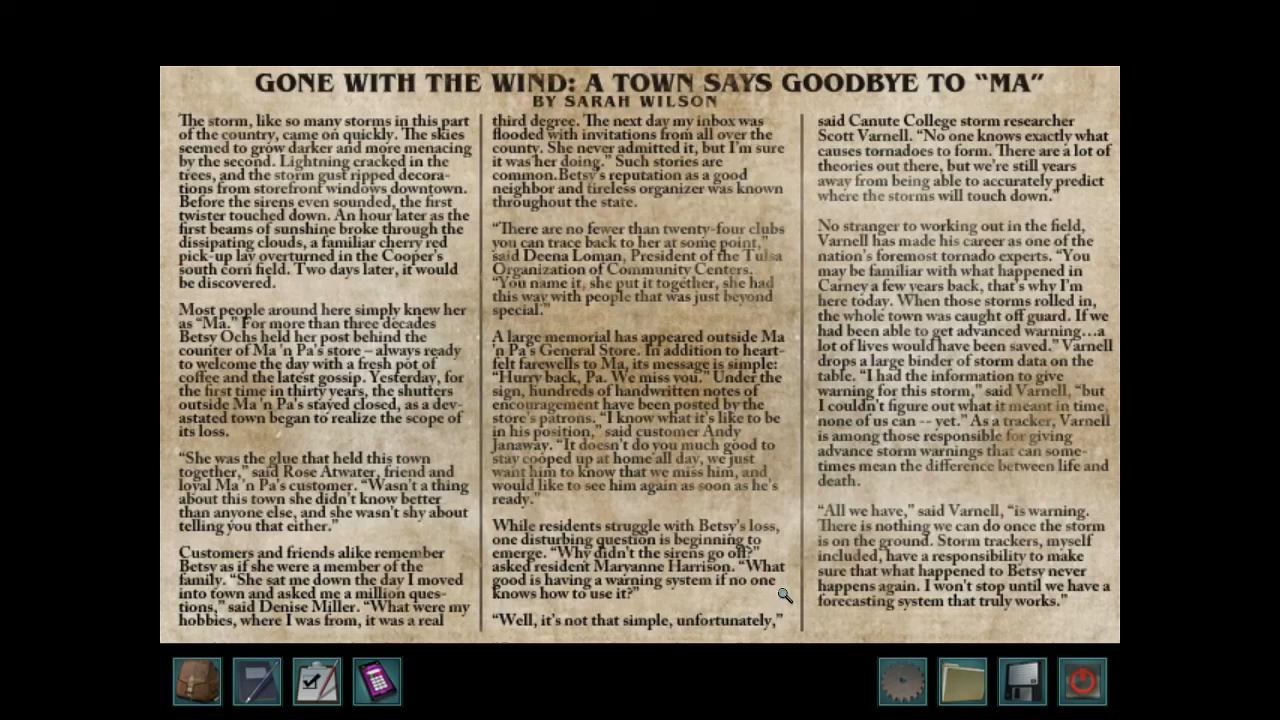 GONE WITH THE WIND: A TOWN SAYS GOODBYE TO "MA"
BY SARAH WILSON
The storm, like so many storms in this part
of the country, came on quickly. The skies
seemed to grow darker and more menacing
by the second. Lightning cracked in the
trees, and the storm gust ripped decora-
tions from storefront windows downtown.
Before the sirens even sounded, the first
twister touched down. An hour later as the
first beams of sunshine broke through the
dissipating clouds, a familiar cherry red
pick-up lay overturned in the Cooper's
south corn field. Two days later, it would
be discovered.
Most people around here simply knew her
as "Ma." For more than three decades
Betsy Ochs held her post behind the
counter of Ma 'n Pa's store – always ready
to welcome the day with a fresh pot of
coffee and the latest gossip. Yesterday, for
the first time in thirty years, the shutters
outside Ma 'n Pa's stayed closed, as a dev-
astated town began to realize the scope of
its loss.
"She was the glue that held this town
together," said Rose Atwater, friend and
loyal Ma 'n Pa's customer. "Wasn't a thing
about this town she didn't know better
than anyone else, and she wasn't shy about
telling you that either."
Customers and friends alike remember
Betsy as if she were a member of the
family. "She sat me down the day I moved
into town and asked me a million ques-
tions," said Denise Miller. "What were my
hobbies, where I was from, it was a real
third degree. The next day my inbox was
flooded with invitations from all over the
county. She never admitted it, but I'm sure
it was her doing." Such stories are
common.Betsy's reputation as a good
neighbor and tireless organizer was known
throughout the state.
"There are no fewer than twenty-four clubs
you can trace back to her at some point,"
said Deena Loman, President of the Tulsa
Organization of Community Centers.
"You name it, she put it together, she had
this way with people that was just beyond
special."
A large memorial has appeared outside Ma
'n Pa's General Store. In addition to heart-
felt farewells to Ma, its message is simple:
"Hurry back, Pa. We miss you." Under the
sign, hundreds of handwritten notes of
encouragement have been posted by the
store's patrons. "I know what it's like to be
in his position," said customer Andy
Janaway. "It doesn't do you much good to
stay cooped up at home all day, we just
want him to know that we miss him, and
would like to see him again as soon as he's
ready."
While residents struggle with Betsy's loss,
one disturbing question is beginning to
emerge. "Why didn't the sirens go off?"
asked resident Maryanne Harrison. "What
good is having a warning system if no one
knows how to use it?"
"Well, it's not that simple, unfortunately,"
said Canute College storm researcher
Scott Varnell. "No one knows exactly what
causes tornadoes to form. There are a lot of
theories out there, but we're still years
away from being able to accurately predict
where the storms will touch down."
No stranger to working out in the field,
Varnell has made his career as one of the
nation's foremost tornado experts. "You
may be familiar with what happened in
Carney a few years back, that's why I'm
here today. When those storms rolled in,
the whole town was caught off guard. If we
had been able to get advanced warning...a
lot of lives would have been saved." Varnell
drops a large binder of storm data on the
table. "I had the information to give
warning for this storm," said Varnell, "but
I couldn't figure out what it meant in time,
none of us can -- yet." As a tracker, Varnell
is among those responsible for giving
advance storm warnings that can some-
times mean the difference between life and
death.
"All we have," said Varnell, "is warning.
There is nothing we can do once the storm
is on the ground. Storm trackers, myself
included, have a responsibility to make
sure that what happened to Betsy never
happens again. I won't stop until we have a
forecasting system that truly works."